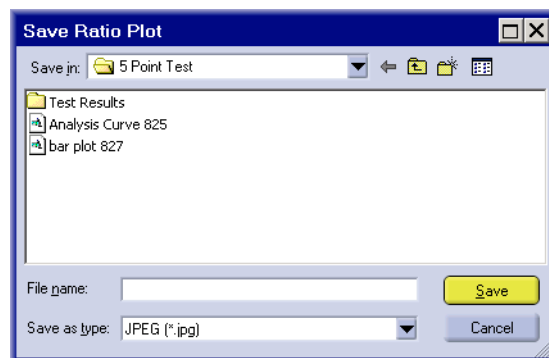 Save Ratio Plot
Save in: 5 Point Test
Test Results
Analysis Curve 825
bar plot 827
File name: Save
Save as type: JPEG (*.jpg) Cancel